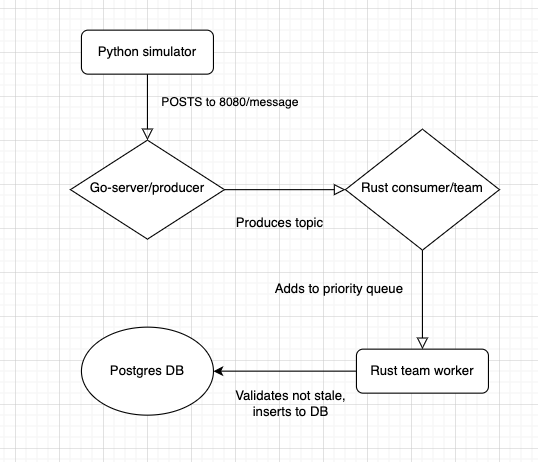 Python simulator
POSTS to 8080/message
Go-server/producer
Rust consumer/team
Produces topic
Adds to priority queue
Postgres DB
Rust team worker
Validates not stale,
inserts to DB